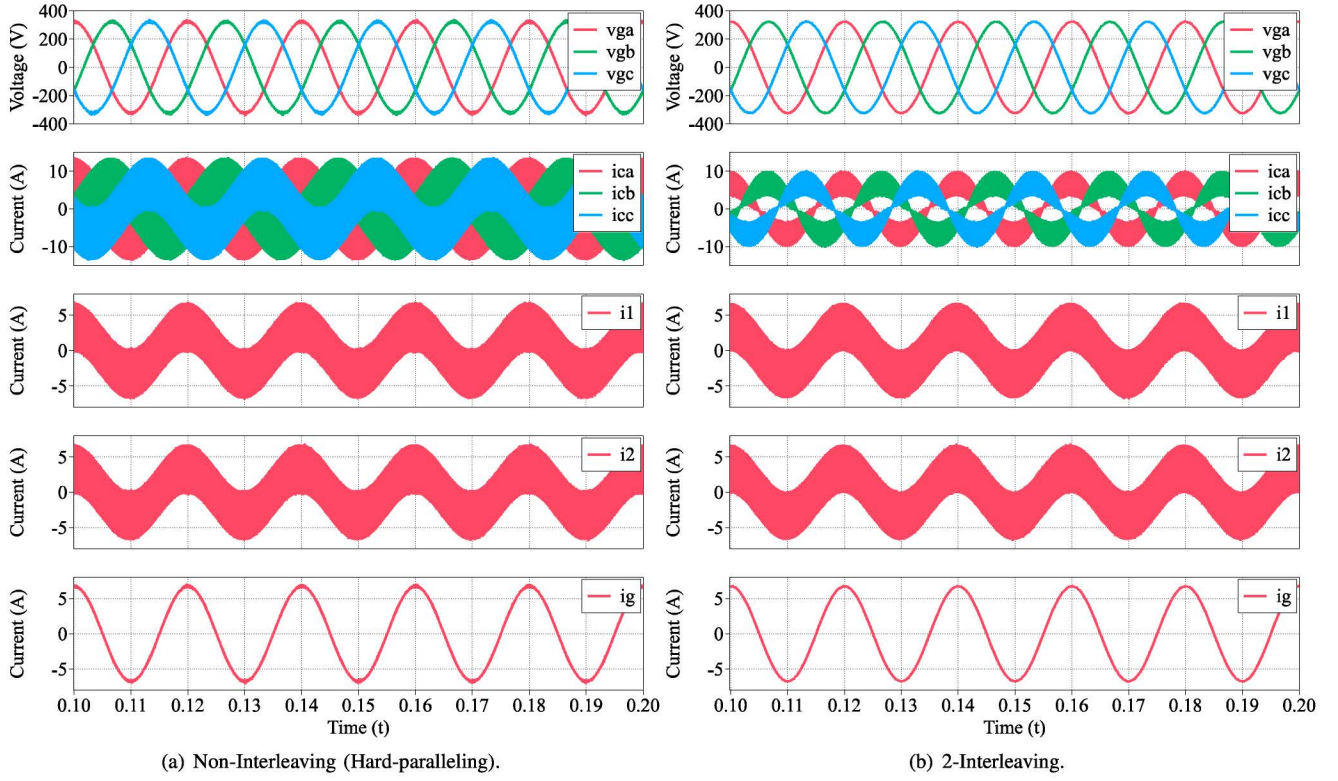 400
200
0
-200
-400
Voltage (V)
vga
vgb
vgc
10
0
-10
Current (A)
ica
icb
icc
5
0
-5
Current (A)
i1
5
0
-5
Current (A)
i2
5
0
-5
Current (A)
ig
0.10 0.11 0.12 0.13 0.14 0.15 0.16 0.17 0.18 0.19 0.20
Time (t)
(a) Non-Interleaving (Hard-paralleling).
400
200
0
-200
-400
Voltage (V)
vga
vgb
vgc
10
0
-10
Current (A)
ica
icb
icc
5
0
-5
Current (A)
i1
5
0
-5
Current (A)
i2
5
0
-5
Current (A)
ig
0.10 0.11 0.12 0.13 0.14 0.15 0.16 0.17 0.18 0.19 0.20
Time (t)
(b) 2-Interleaving.